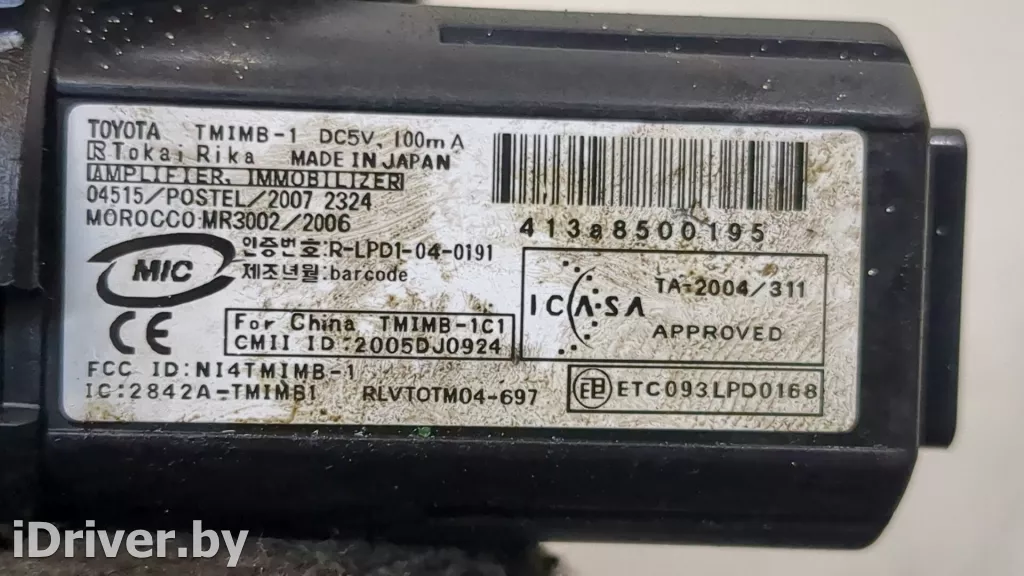 TOYOTA TMIMB-1 DC5V, 100mA
R Tokai Rika MADE IN JAPAN
AMPLIFIER, IMMOBILIZER
04515/POSTEL/2007 2324
MOROCCO:MR3002/2006
413a8500195
MIC
인증번호:R-LPD1-04-0191
제조년월:barcode
CE
For China TMIMB-1C1
CMII ID:2005DJ0924
ICASA
TA-2004/311
APPROVED
FCC ID:NI4TMIMB-1
IC:2842A-TMIMB1 RLVTOTM04-697
ETC093LPD0168
iDriver.by